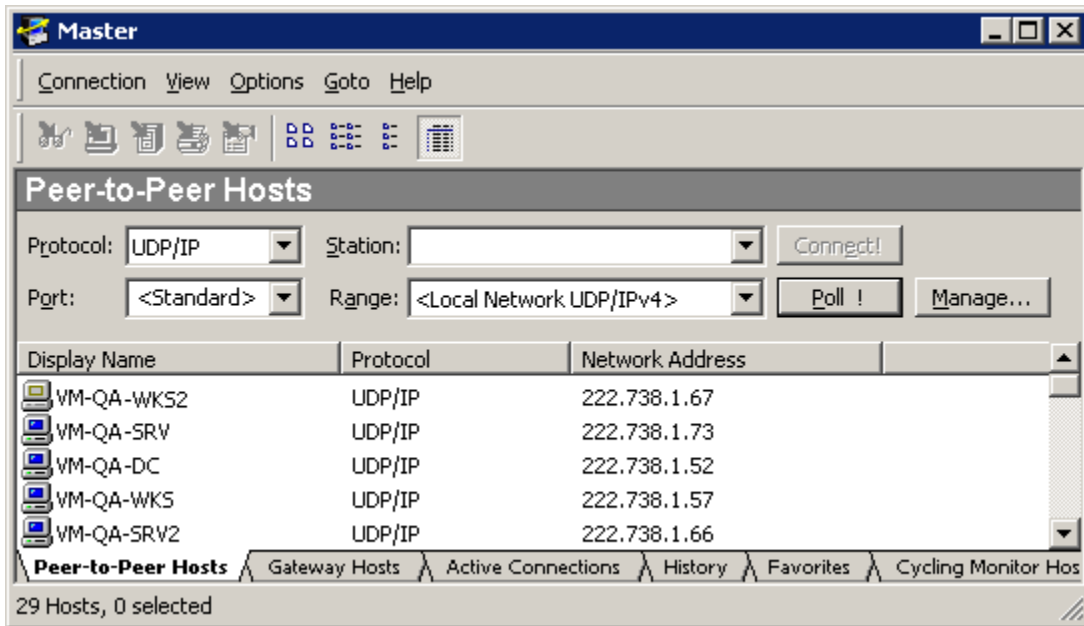 Master
Connection View Options Goto Help
Peer-to-Peer Hosts
Protocol: UDP/IP Station: Connect!
Port: <Standard> Range: <Local Network UDP/IPv4> Poll ! Manage...
Display Name Protocol Network Address
VM-QA-WKS2 UDP/IP 222.738.1.67
VM-QA-SRV UDP/IP 222.738.1.73
VM-QA-DC UDP/IP 222.738.1.52
VM-QA-WKS UDP/IP 222.738.1.57
VM-QA-SRV2 UDP/IP 222.738.1.66
Peer-to-Peer Hosts Gateway Hosts Active Connections History Favorites Cycling Monitor Hos
29 Hosts, 0 selected